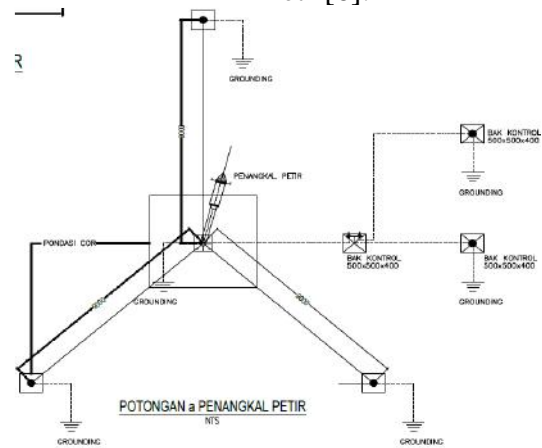 R
GROUNDING
PENANGKAL PETIR
BAK KONTROL
500x500x400
GROUNDING
PONDASI COR
BAK KONTROL
500x500x400
BAK KONTROL
500x500x400
GROUNDING
GROUNDING
POTONGAN a PENANGKAL PETIR
NTS
GROUNDING
GROUNDING